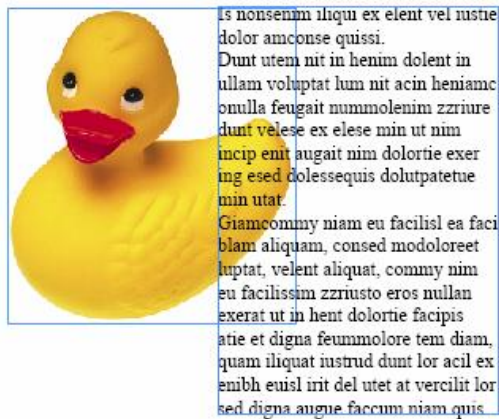 Is nonsenim iliqui ex elent vel iustie
dolor amconse quissi.
Dunt utem nit in henim dolent in
ullam voluptat lum nit acin heniamc
onulla feugait nummolenim zzriure
dunt velese ex elese min ut nim
incip enit augait nim dolortie exer
ing esed dolessequis dolutpatetue
min utat.
Giamcommy niam eu facilisl ea faci
blam aliquam, consed modoloreet
luptat, velent aliquat, commy nim
eu facilissim zzriusto eros nullan
exerat ut in hent dolortie facipis
atie et digna feummolore tem diam,
quam iliquat iustrud dunt lor acil ex
enibh euisl irit del utet at vercilit lor
sed digna augue faccum niam quis